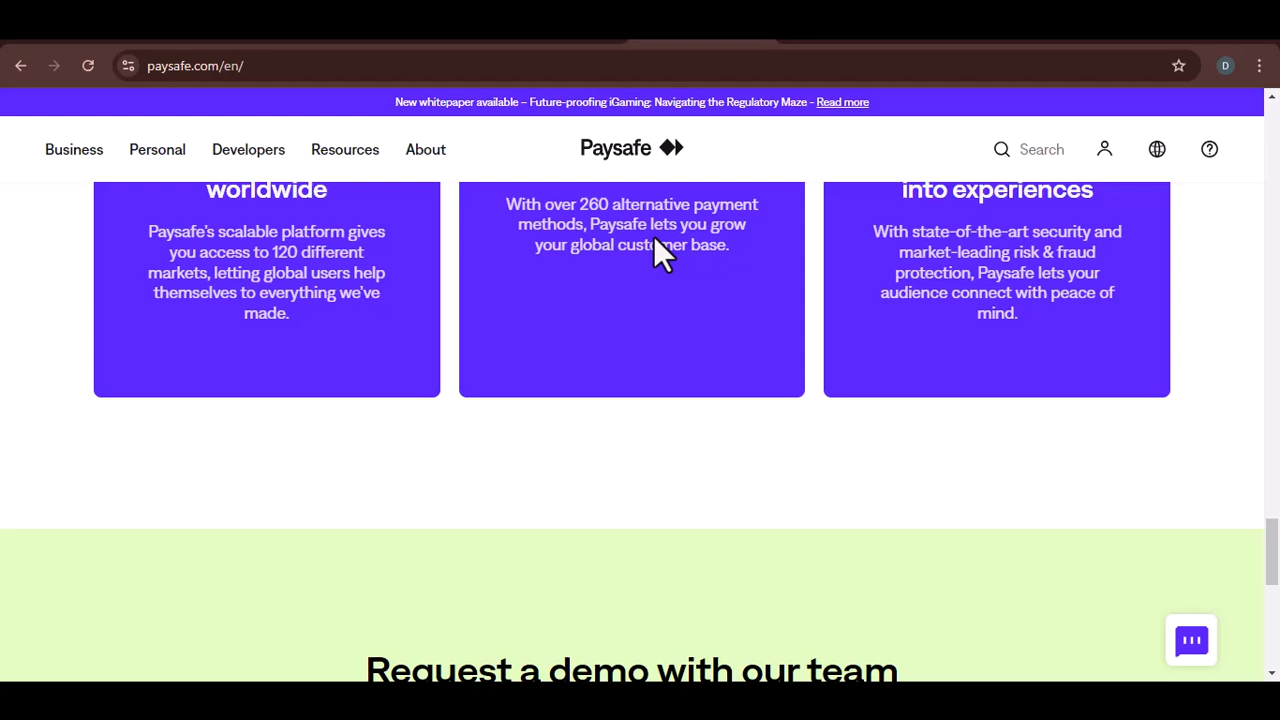 paysafe.com/en/
D
New whitepaper available – Future-proofing iGaming: Navigating the Regulatory Maze - Read more
Business Personal Developers Resources About Paysafe Search
worldwide
Paysafe's scalable platform gives
you access to 120 different
markets, letting global users help
themselves to everything we've
made.
With over 260 alternative payment
methods, Paysafe lets you grow
your global customer base.
into experiences
With state-of-the-art security and
market-leading risk & fraud
protection, Paysafe lets your
audience connect with peace of
mind.
Request a demo with our team